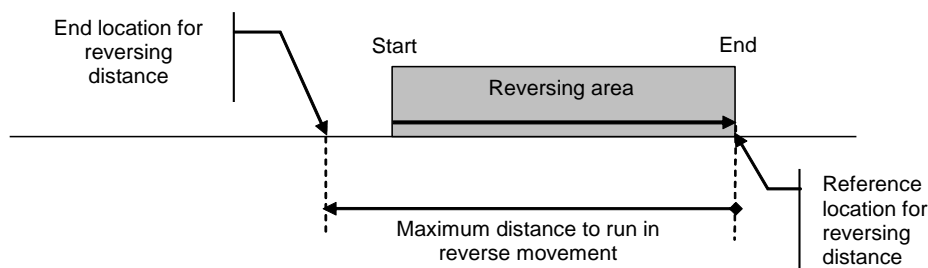 End location for
reversing
distance
Start
End
Reversing area
Maximum distance to run in
reverse movement
Reference
location for
reversing
distance